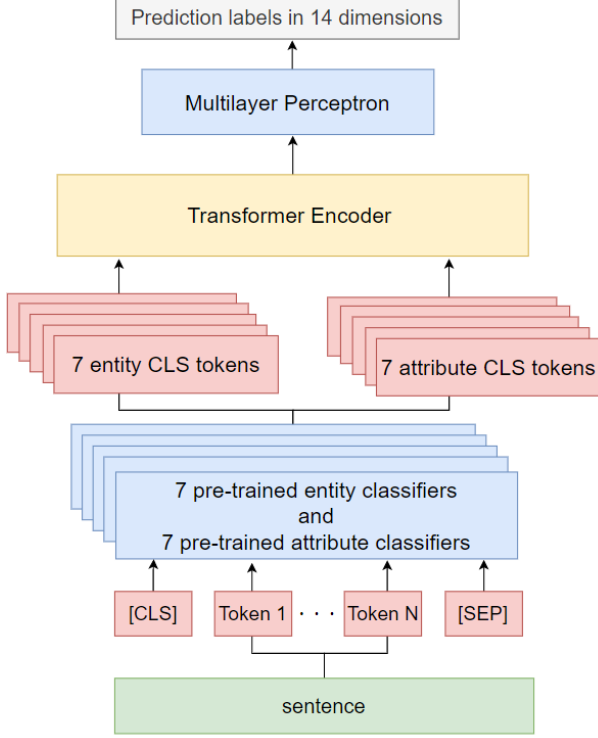 Prediction labels in 14 dimensions
Multilayer Perceptron
Transformer Encoder
7 entity CLS tokens
7 attribute CLS tokens
7 pre-trained entity classifiers
and
7 pre-trained attribute classifiers
[CLS] Token 1 · · · Token N [SEP]
sentence